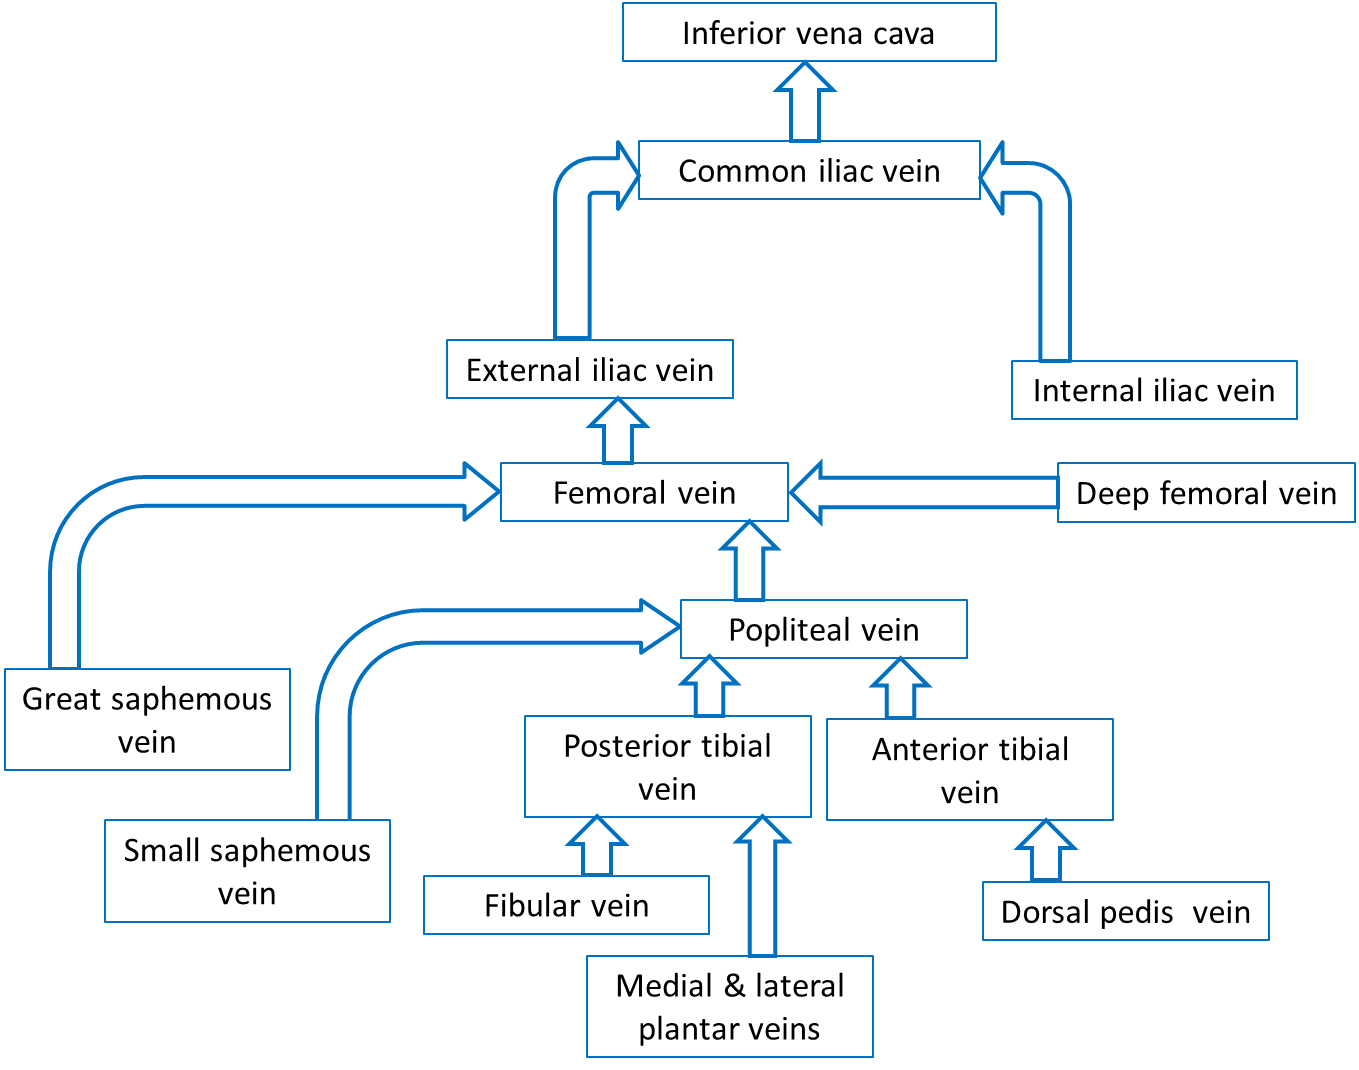 Inferior vena cava
Common iliac vein
External iliac vein
Internal iliac vein
Femoral vein
Deep femoral vein
Popliteal vein
Great saphemous
vein
Posterior tibial
vein
Anterior tibial
vein
Small saphemous
vein
Fibular vein
Dorsal pedis vein
Medial & lateral
plantar veins